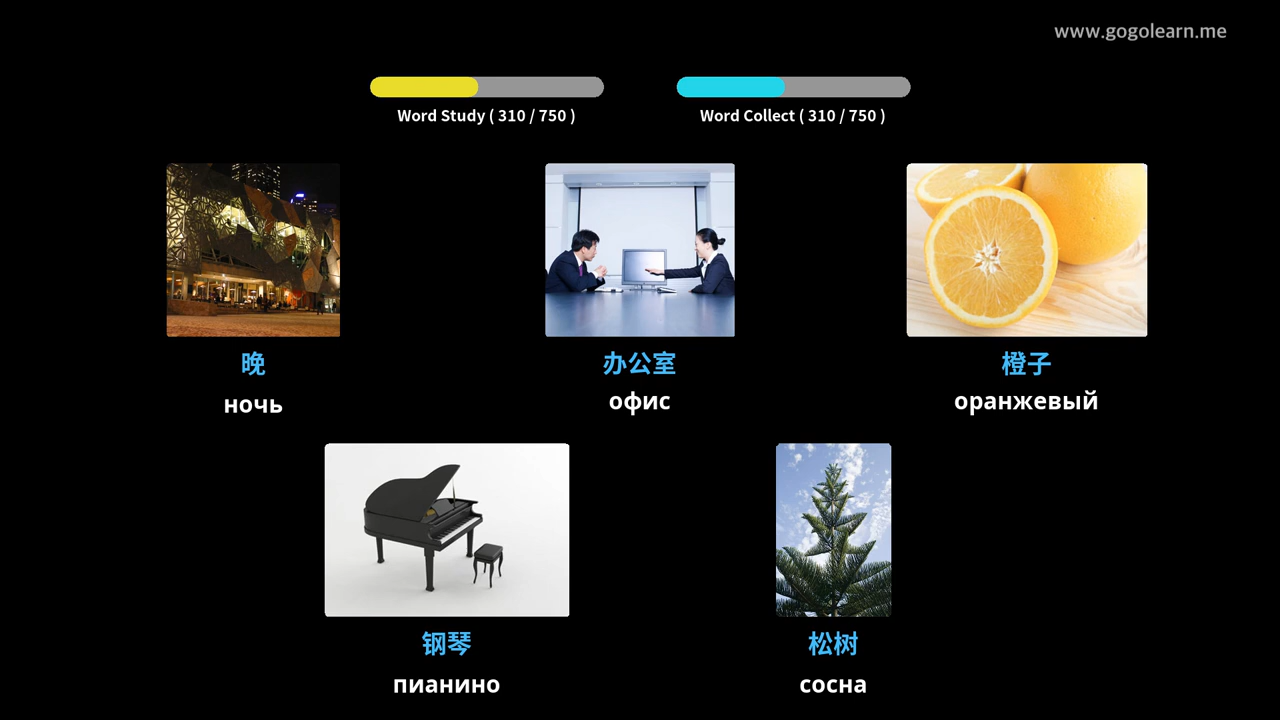 www.gogolearn.me
Word Study ( 310 / 750 )
Word Collect ( 310 / 750 )
晚
ночь
办公室
офис
橙子
оранжевый
钢琴
пианино
松树
сосна